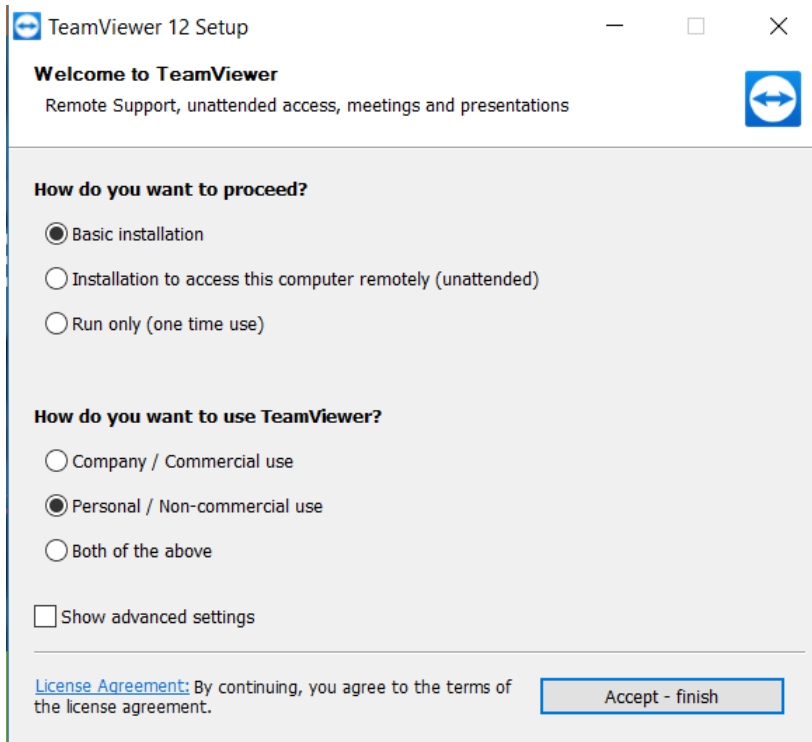 TeamViewer 12 Setup
Welcome to TeamViewer
Remote Support, unattended access, meetings and presentations
How do you want to proceed?
Basic installation
Installation to access this computer remotely (unattended)
Run only (one time use)
How do you want to use TeamViewer?
Company / Commercial use
Personal / Non-commercial use
Both of the above
Show advanced settings
License Agreement: By continuing, you agree to the terms of
the license agreement.
Accept - finish